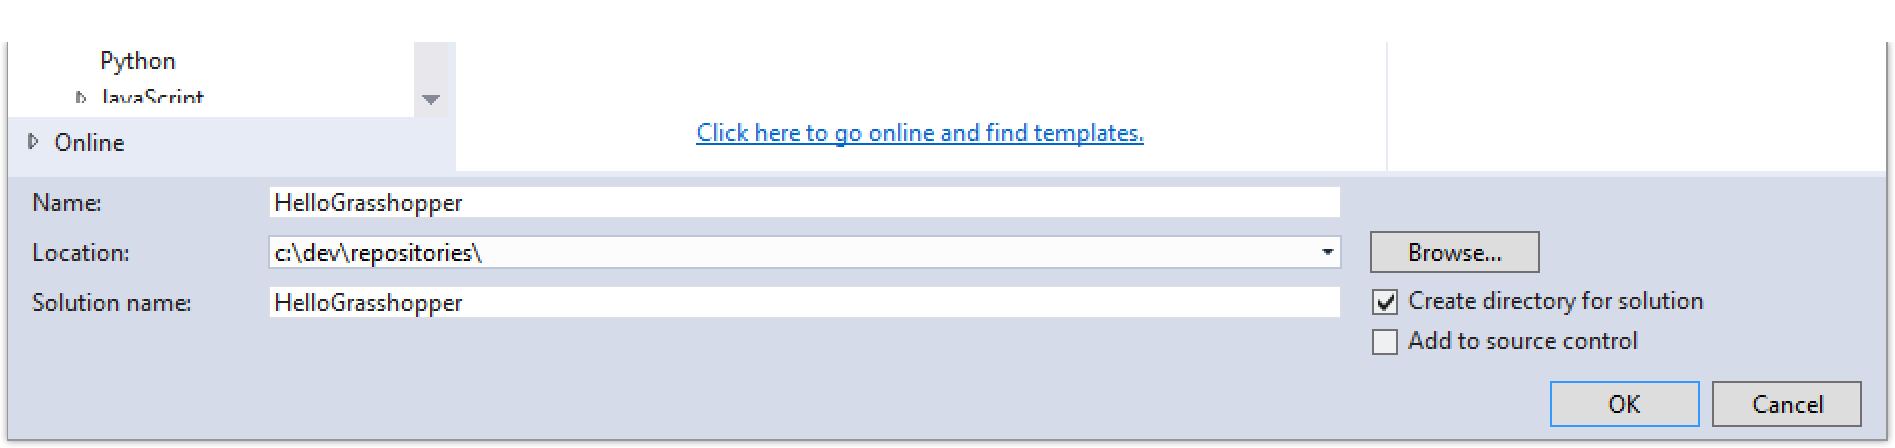 Python
JavaScript
Online
Click here to go online and find templates.
Name:
HelloGrasshopper
Location:
c:\dev\repositories\
Browse...
Solution name:
HelloGrasshopper
Create directory for solution
Add to source control
OK
Cancel